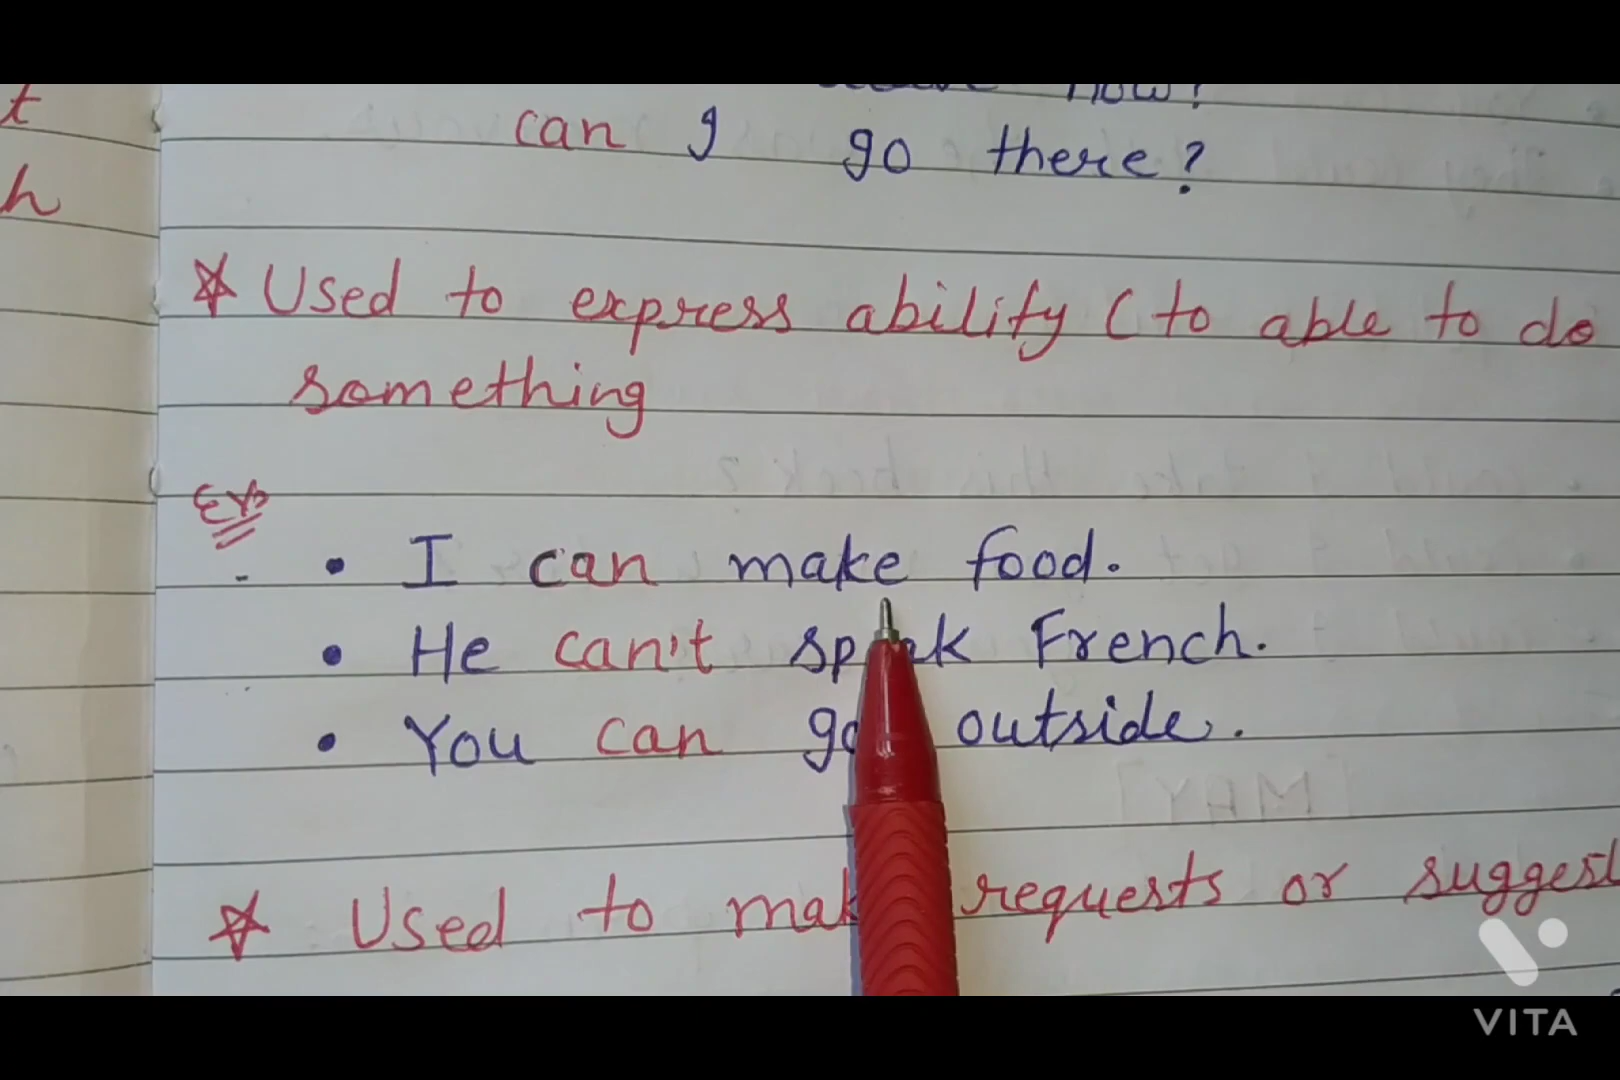 now?
can I go there?
t
h
☆ Used to express ability ( to able to do
something
Ex
• I can make food.
• He can't speak French.
• You can go outside.
☆ Used to make requests or suggest
VITA